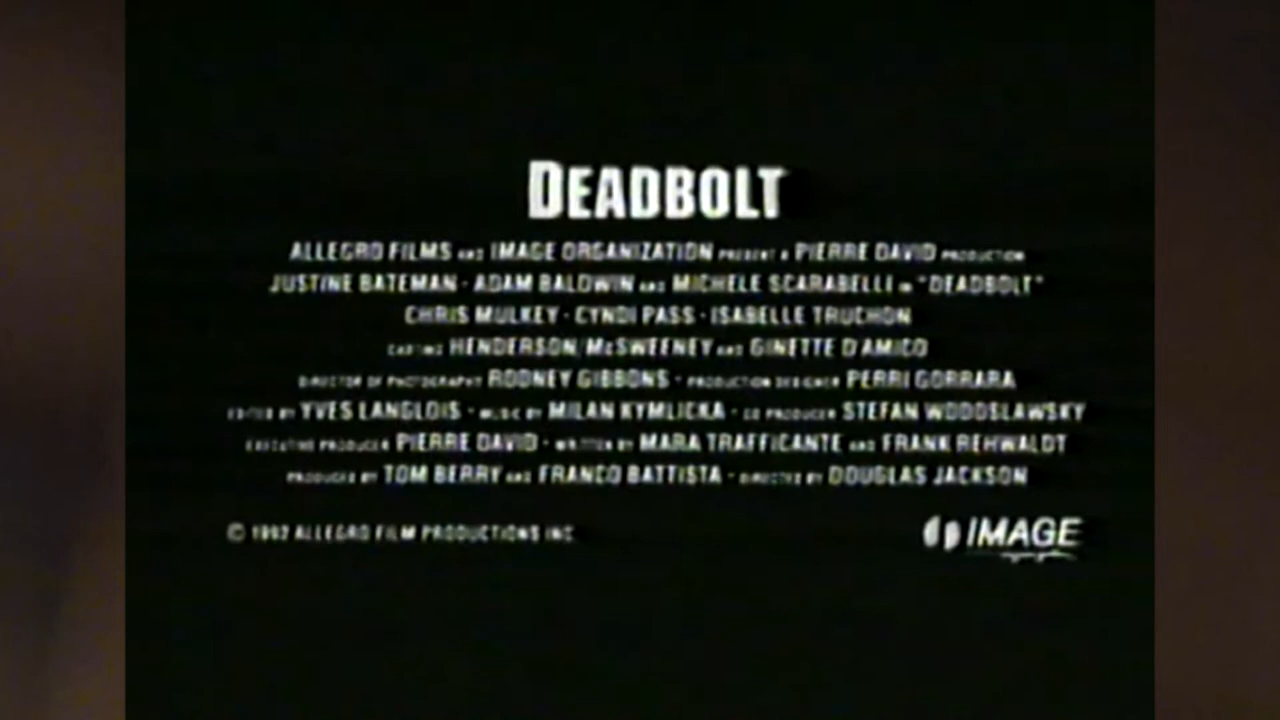 DEADBOLT
ALLEGRO FILMS AND IMAGE ORGANIZATION PRESENT A PIERRE DAVID PRODUCTION
JUSTINE BATEMAN · ADAM BALDWIN AND MICHELE SCARABELLI IN "DEADBOLT"
CHRIS MULKEY · CYNDI PASS · ISABELLE TRUCHON
CASTING HENDERSON/McSWEENEY AND GINETTE D'AMICO
DIRECTOR OF PHOTOGRAPHY RODNEY GIBBONS · PRODUCTION DESIGNER PERRI GORRARA
EDITED BY YVES LANGLOIS · MUSIC BY MILAN KYMLICKA · CO PRODUCER STEFAN WODOSLAWSKY
EXECUTIVE PRODUCER PIERRE DAVID · WRITTEN BY MARA TRAFFICANTE AND FRANK REHWALDT
PRODUCED BY TOM BERRY AND FRANCO BATTISTA · DIRECTED BY DOUGLAS JACKSON
© 1992 ALLEGRO FILM PRODUCTIONS INC
IMAGE